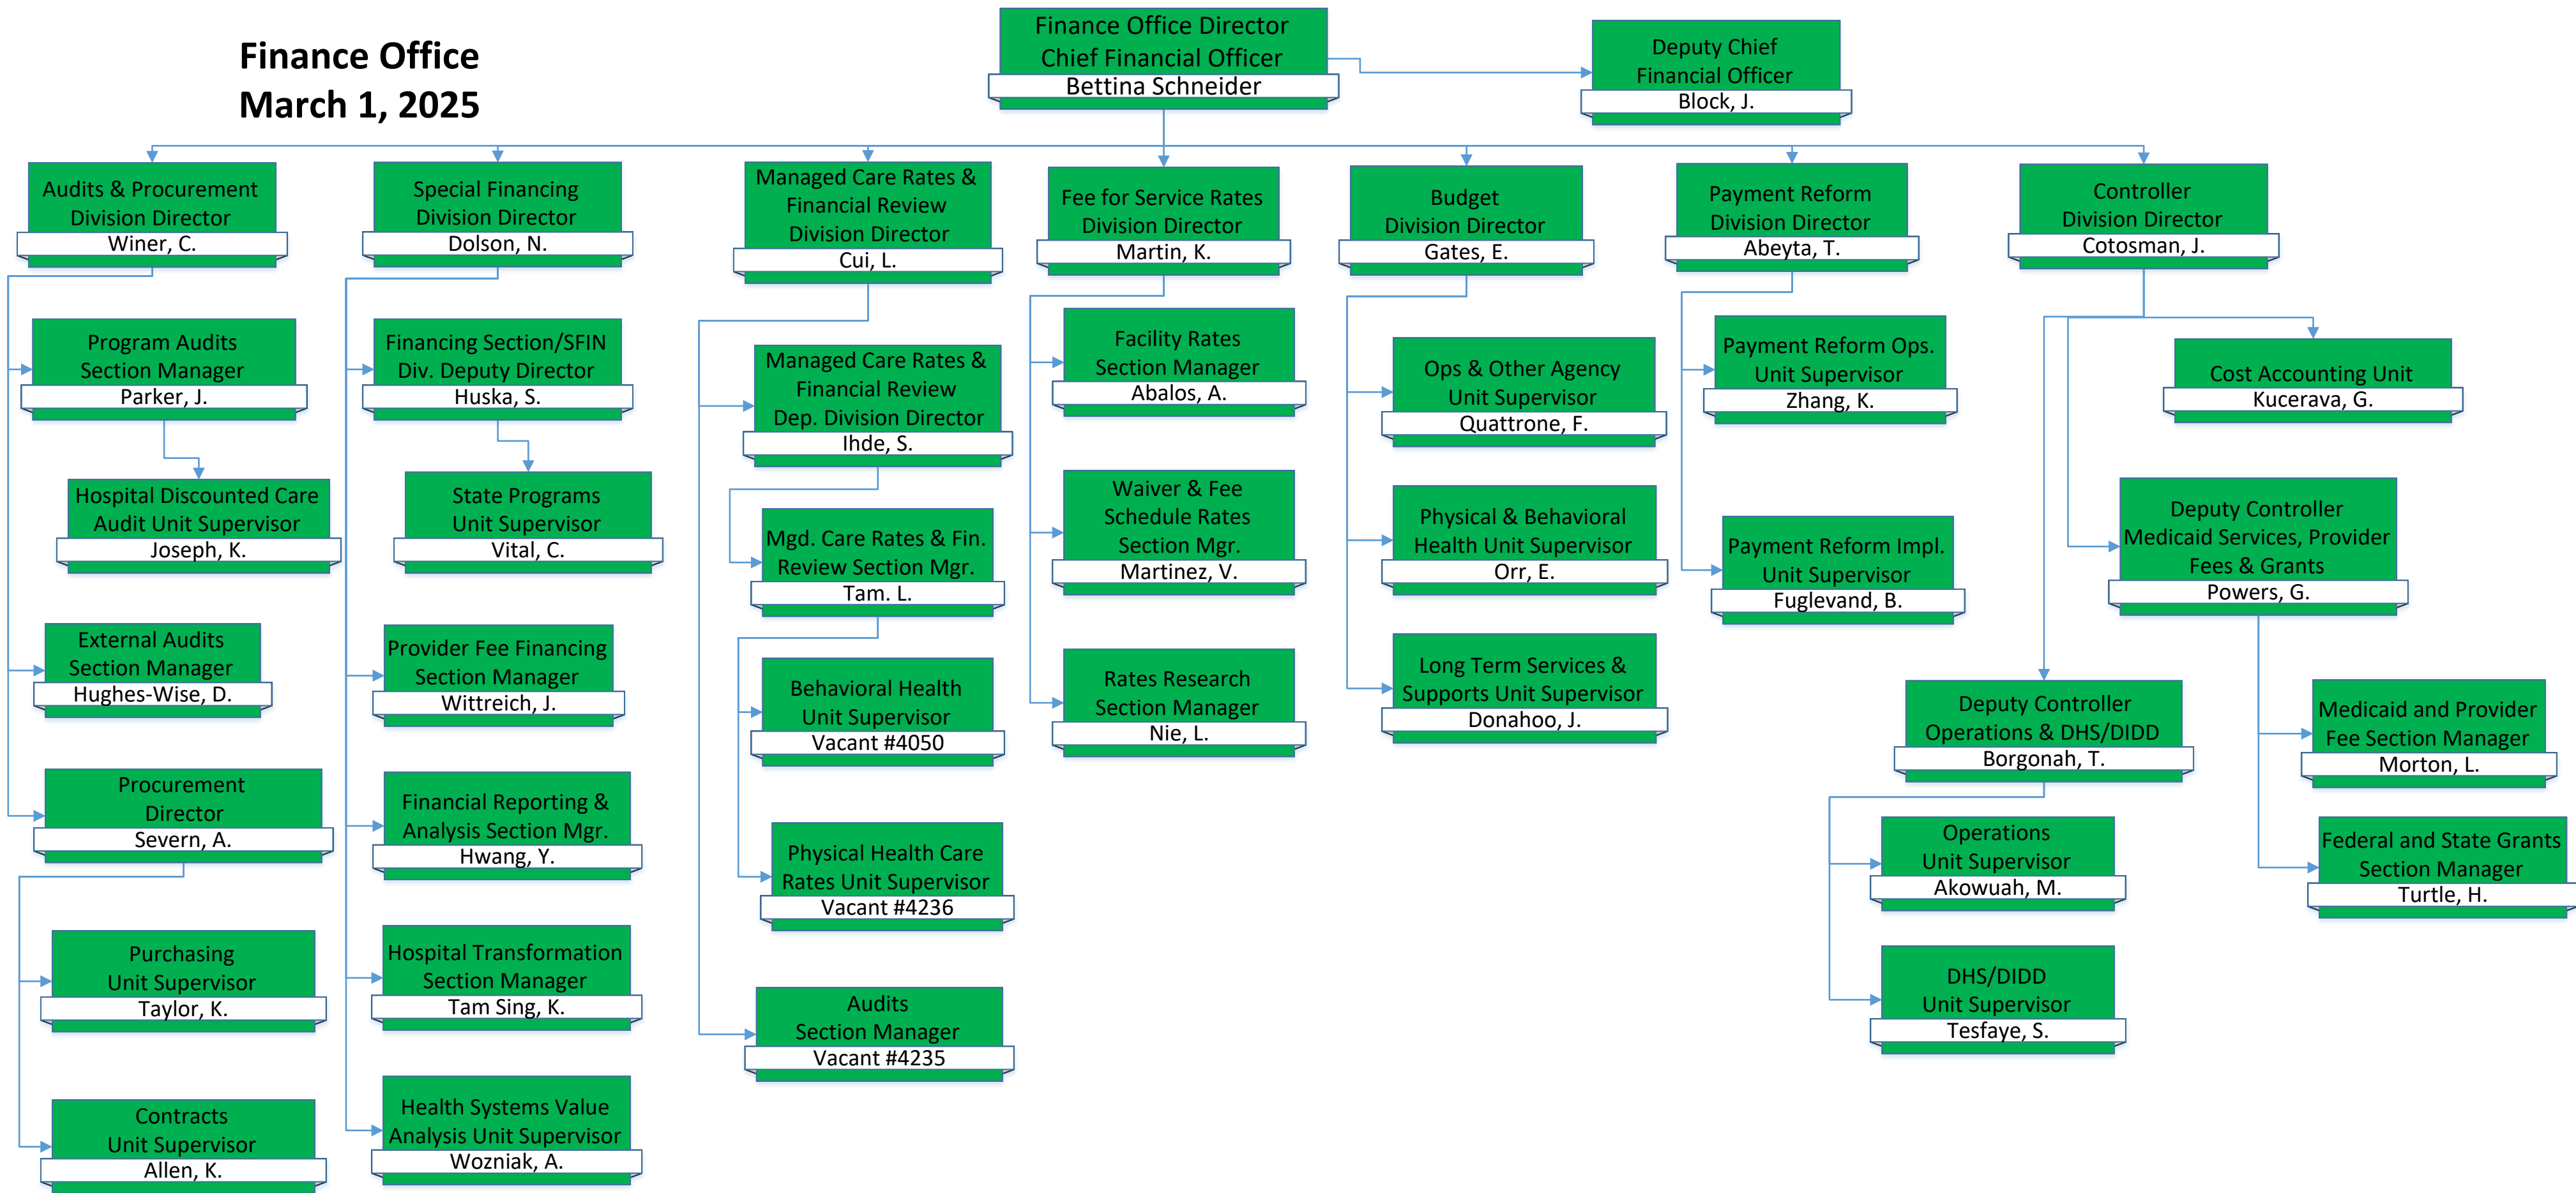 Finance Office
March 1, 2025
Finance Office Director
Chief Financial Officer
Bettina Schneider
Deputy Chief
Financial Officer
Block, J.
Audits & Procurement
Division Director
Winer, C.
Program Audits
Section Manager
Parker, J.
Hospital Discounted Care
Audit Unit Supervisor
Joseph, K.
External Audits
Section Manager
Hughes-Wise, D.
Procurement
Director
Severn, A.
Purchasing
Unit Supervisor
Taylor, K.
Contracts
Unit Supervisor
Allen, K.
Special Financing
Division Director
Dolson, N.
Financing Section/SFIN
Div. Deputy Director
Huska, S.
State Programs
Unit Supervisor
Vital, C.
Provider Fee Financing
Section Manager
Wittreich, J.
Financial Reporting &
Analysis Section Mgr.
Hwang, Y.
Hospital Transformation
Section Manager
Tam Sing, K.
Health Systems Value
Analysis Unit Supervisor
Wozniak, A.
Managed Care Rates &
Financial Review
Division Director
Cui, L.
Managed Care Rates &
Financial Review
Dep. Division Director
Ihde, S.
Mgd. Care Rates & Fin.
Review Section Mgr.
Tam. L.
Behavioral Health
Unit Supervisor
Vacant #4050
Physical Health Care
Rates Unit Supervisor
Vacant #4236
Audits
Section Manager
Vacant #4235
Fee for Service Rates
Division Director
Martin, K.
Facility Rates
Section Manager
Abalos, A.
Waiver & Fee
Schedule Rates
Section Mgr.
Martinez, V.
Rates Research
Section Manager
Nie, L.
Budget
Division Director
Gates, E.
Ops & Other Agency
Unit Supervisor
Quattrone, F.
Physical & Behavioral
Health Unit Supervisor
Orr, E.
Long Term Services &
Supports Unit Supervisor
Donahoo, J.
Payment Reform
Division Director
Abeyta, T.
Payment Reform Ops.
Unit Supervisor
Zhang, K.
Payment Reform Impl.
Unit Supervisor
Fuglevand, B.
Controller
Division Director
Cotosman, J.
Cost Accounting Unit
Kucerava, G.
Deputy Controller
Medicaid Services, Provider
Fees & Grants
Powers, G.
Deputy Controller
Operations & DHS/DIDD
Borgonah, T.
Operations
Unit Supervisor
Akowuah, M.
DHS/DIDD
Unit Supervisor
Tesfaye, S.
Medicaid and Provider
Fee Section Manager
Morton, L.
Federal and State Grants
Section Manager
Turtle, H.